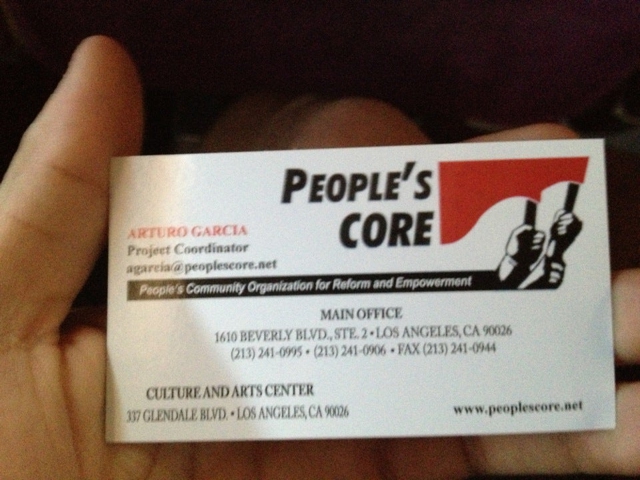 PEOPLE'S
CORE
ARTURO GARCIA
Project Coordinator
agarcia@peoplescore.net
People's Community Organization for Reform and Empowerment
MAIN OFFICE
1610 BEVERLY BLVD., STE. 2 • LOS ANGELES, CA 90026
(213) 241-0995 • (213) 241-0906 • FAX (213) 241-0944
CULTURE AND ARTS CENTER
337 GLENDALE BLVD. • LOS ANGELES, CA 90026
www.peoplescore.net